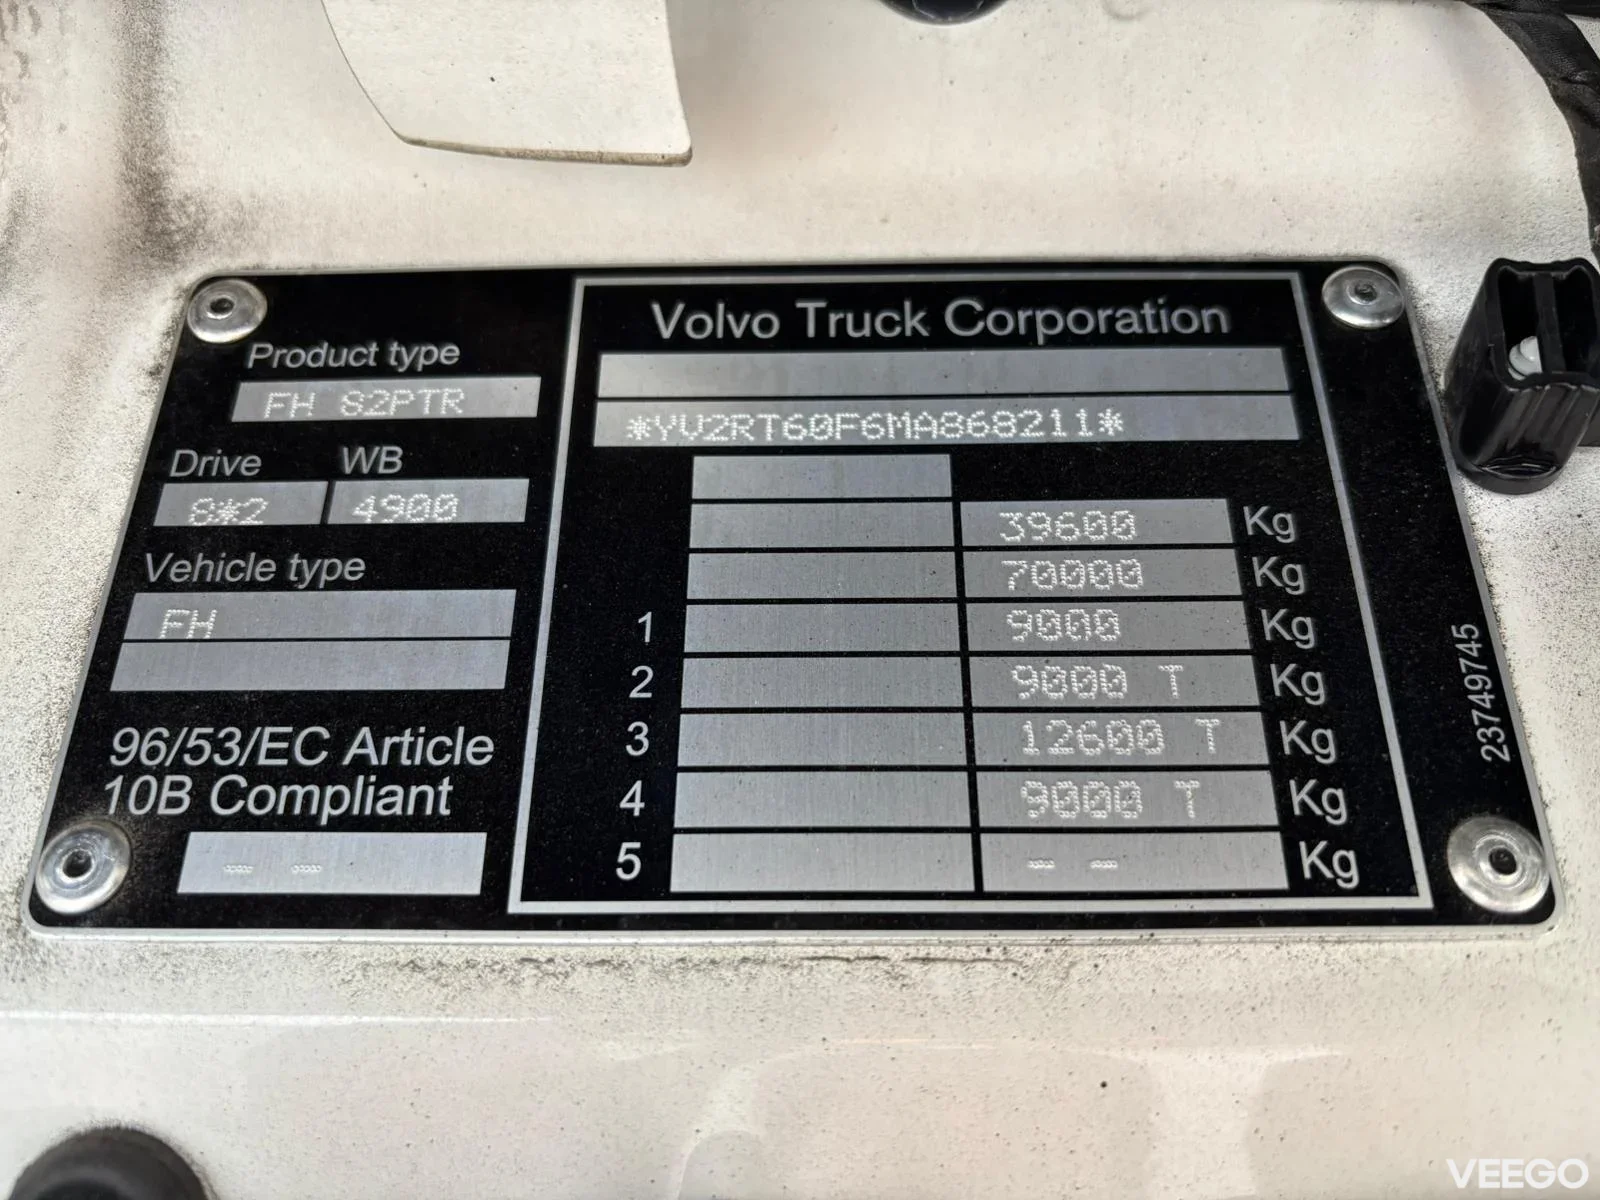 Volvo Truck Corporation
Product type
FH 82PTR
*YV2RT60F6MA868211*
Drive WB
8*2 4900
39600 Kg
70000 Kg
Vehicle type
FH
1 9000 Kg
2 9000 T Kg
3 12600 T Kg
4 9000 T Kg
5 -- -- Kg
96/53/EC Article
10B Compliant
-- --
23749745
VEEGO